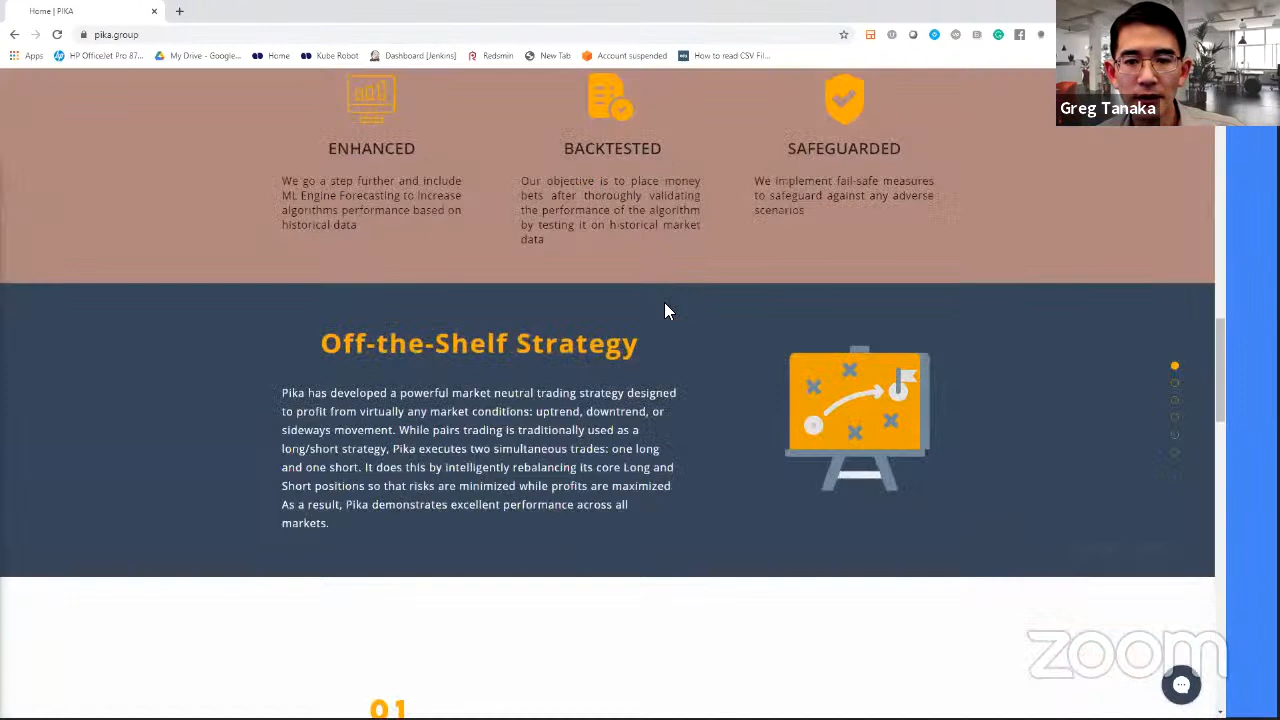 Home | PIKA
pika.group
Apps
HP OfficeJet Pro 87...
My Drive - Google X...
Home
Kube Robot
Dashboard [Jenkins]
Redsmin
New Tab
Account suspended
How to read CSV Fil...
Greg Tanaka
ENHANCED
BACKTESTED
SAFEGUARDED
We go a step further and include
ML Engine Forecasting to increase
algorithms performance based on
historical data
Our objective is to place money
bets after thoroughly validating
the performance of the algorithm
by testing it on historical market
data
We implement fail-safe measures
to safeguard against any adverse
scenarios
Off-the-Shelf Strategy
Pika has developed a powerful market neutral trading strategy designed
to profit from virtually any market conditions: uptrend, downtrend, or
sideways movement. While pairs trading is traditionally used as a
long/short strategy, Pika executes two simultaneous trades: one long
and one short. It does this by intelligently rebalancing its core Long and
Short positions so that risks are minimized while profits are maximized
As a result, Pika demonstrates excellent performance across all
markets.
zoom
01